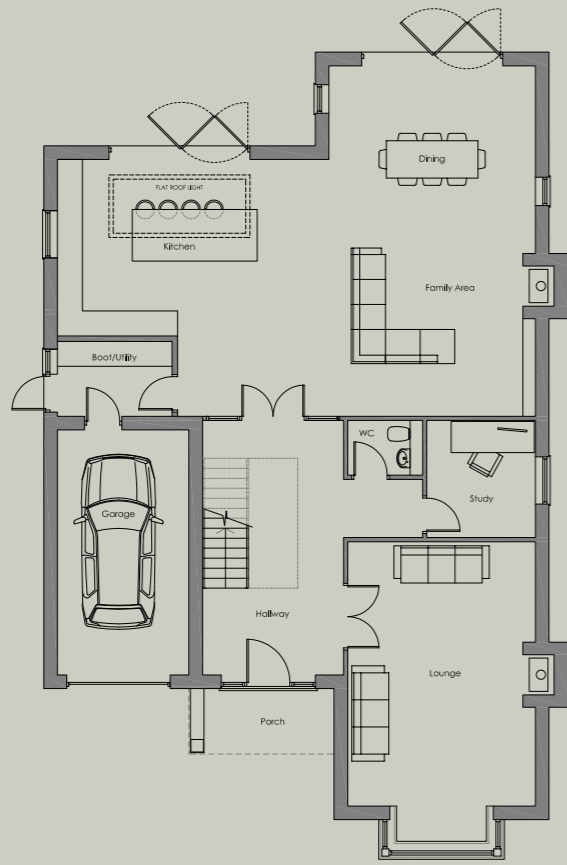 Dining
FLAT ROOF LIGHT
Kitchen
Family Area
Boot/Utility
WC
Study
Garage
Hallway
Lounge
Porch